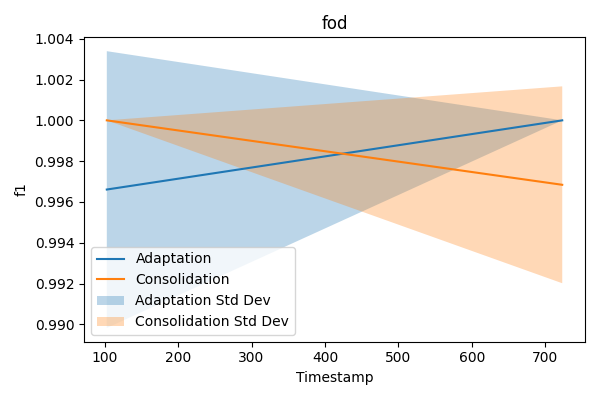 fod
1.004
1.002
1.000
0.998
0.996
0.994
0.992
0.990
f1
Adaptation
Consolidation
Adaptation Std Dev
Consolidation Std Dev
100
200
300
400
500
600
700
Timestamp